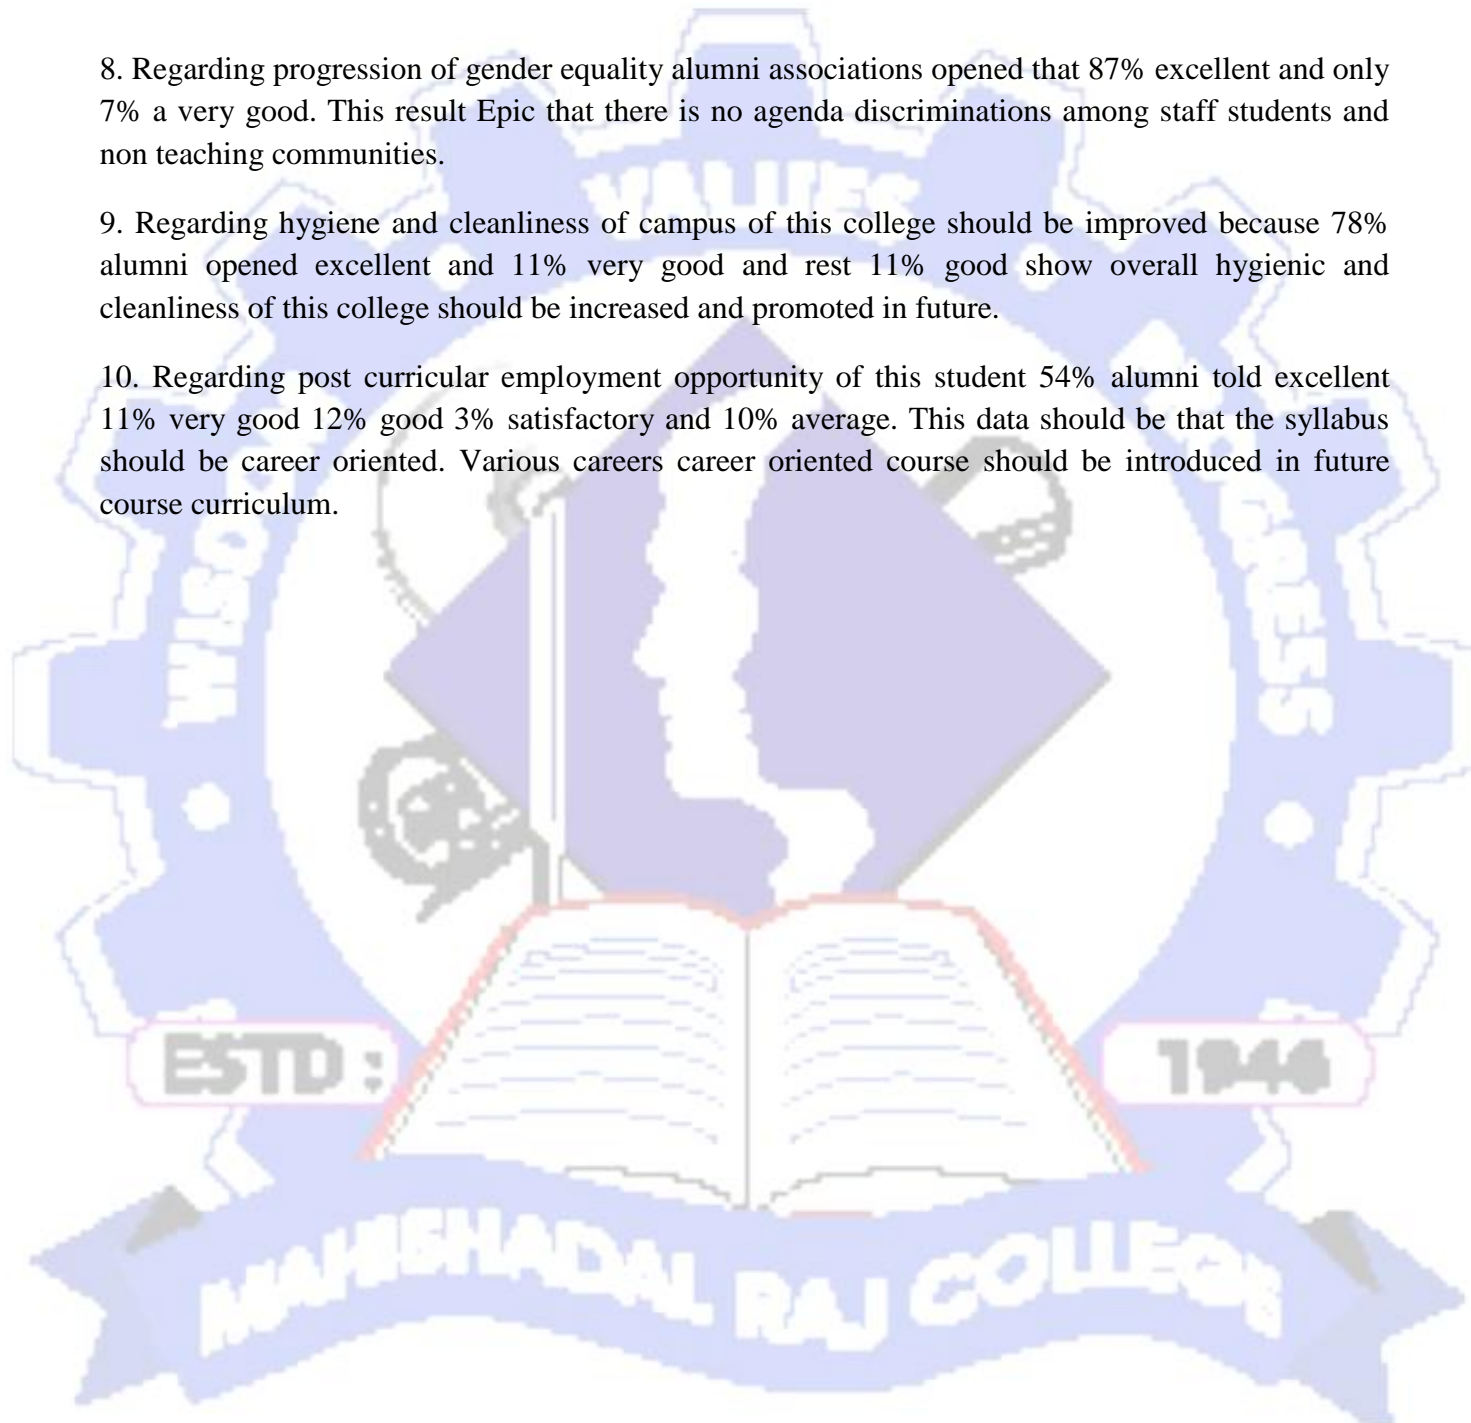 8. Regarding progression of gender equality alumni associations opened that 87% excellent and only
7% a very good. This result Epic that there is no agenda discriminations among staff students and
non teaching communities.
9. Regarding hygiene and cleanliness of campus of this college should be improved because 78%
alumni opened excellent and 11% very good and rest 11% good show overall hygienic and
cleanliness of this college should be increased and promoted in future.
10. Regarding post curricular employment opportunity of this student 54% alumni told excellent
11% very good 12% good 3% satisfactory and 10% average. This data should be that the syllabus
should be career oriented. Various careers career oriented course should be introduced in future
course curriculum.
VALUES
WISDOM
ESTD :
MAHISHADAL RAJ COLLEGE